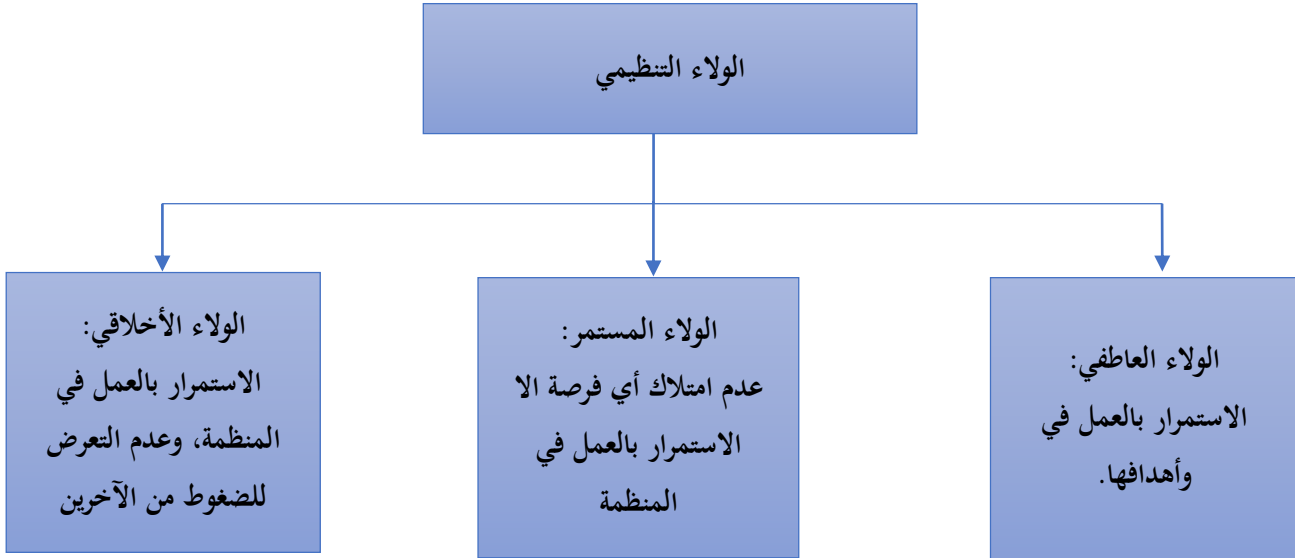 الولاء التنظيمي
الولاء العاطفي:
الاستمرار بالعمل في
وأهدافها.
الولاء المستمر:
عدم امتلاك أي فرصة الا
الاستمرار بالعمل في
المنظمة
الولاء الأخلاقي:
الاستمرار بالعمل في
المنظمة، وعدم التعرض
للضغوط من الآخرين